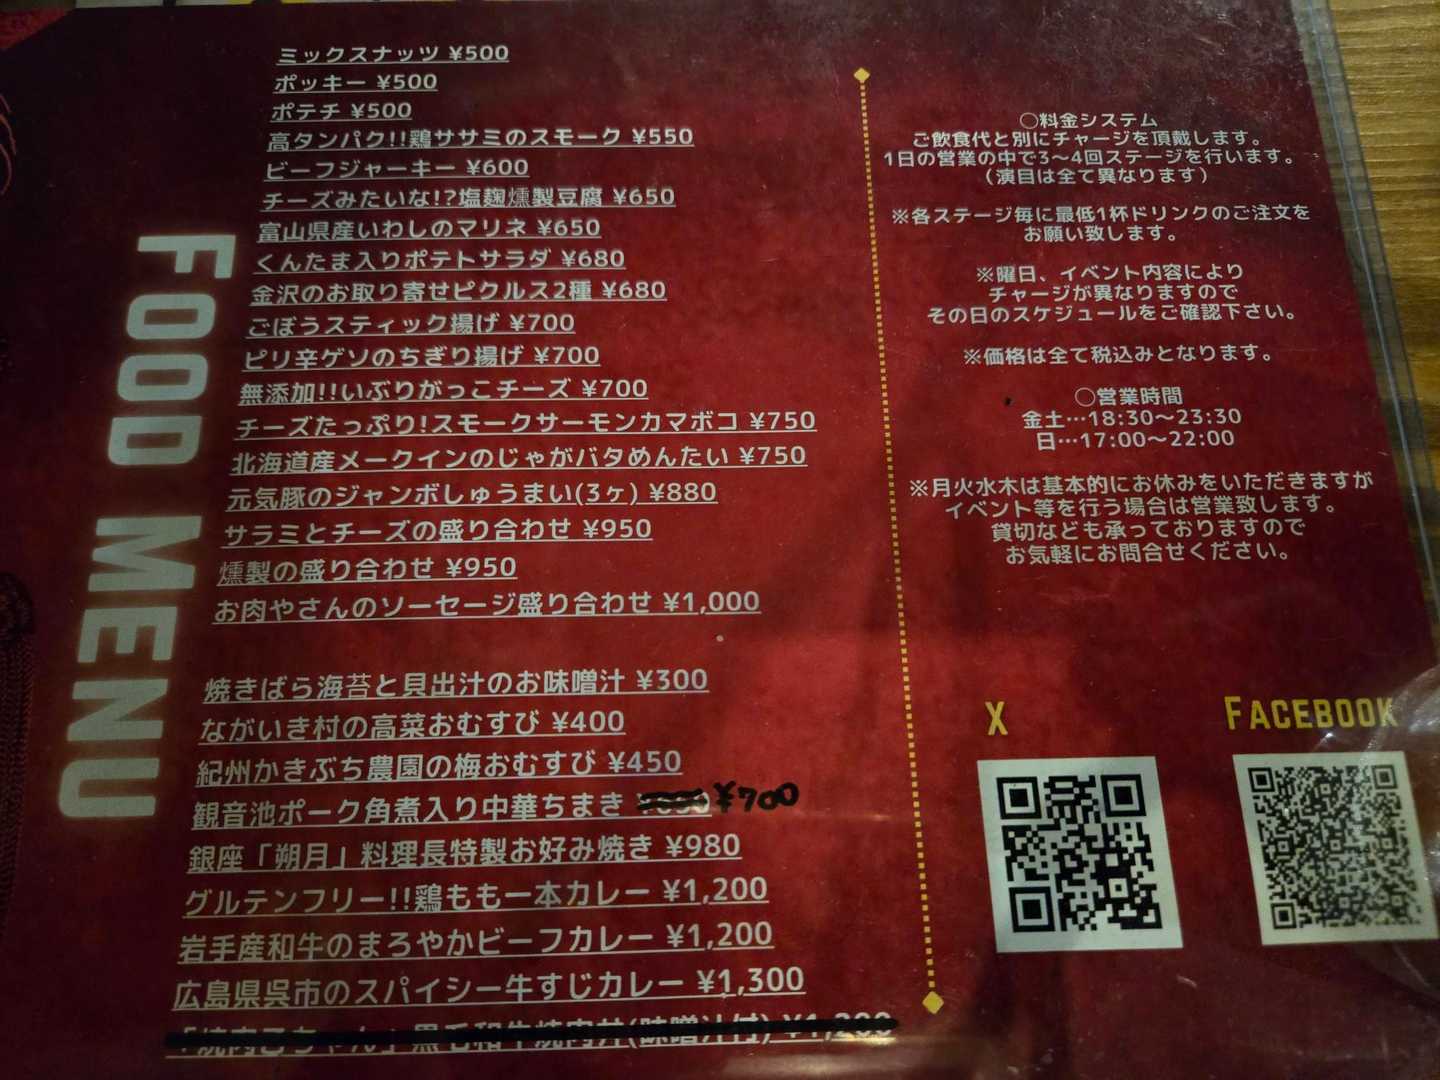 FOOD MENU
ミックスナッツ ¥500
ポッキー ¥500
ポテチ ¥500
高タンパク!!鶏ササミのスモーク ¥550
ビーフジャーキー ¥600
チーズみたいな!?塩麹燻製豆腐 ¥650
富山県産いわしのマリネ ¥650
くんたま入りポテトサラダ ¥680
金沢のお取り寄せピクルス2種 ¥680
ごぼうスティック揚げ ¥700
ピリ辛ゲソのちぎり揚げ ¥700
無添加!!いぶりがっこチーズ ¥700
チーズたっぷり!スモークサーモンカマボコ ¥750
北海道産メークインのじゃがバタめんたい ¥750
元気豚のジャンボしゅうまい(3ヶ) ¥880
サラミとチーズの盛り合わせ ¥950
燻製の盛り合わせ ¥950
お肉やさんのソーセージ盛り合わせ ¥1,000
焼きばら海苔と貝出汁のお味噌汁 ¥300
ながいき村の高菜おむすび ¥400
紀州かきぶち農園の梅おむすび ¥450
観音池ポーク角煮入り中華ちまき ¥700
銀座「朔月」料理長特製お好み焼き ¥980
グルテンフリー!!鶏もも一本カレー ¥1,200
岩手産和牛のまろやかビーフカレー ¥1,200
広島県呉市のスパイシー牛すじカレー ¥1,300
黒毛和牛焼肉丼(味噌汁付) ¥1,200
○料金システム
ご飲食代と別にチャージを頂戴します。
1日の営業の中で3～4回ステージを行います。
（演目は全て異なります）
※各ステージ毎に最低1杯ドリンクのご注文を
お願い致します。
※曜日、イベント内容により
チャージが異なりますので
その日のスケジュールをご確認下さい。
※価格は全て税込みとなります。
○営業時間
金土…18:30～23:30
日…17:00～22:00
※月火水木は基本的にお休みをいただきますが
イベント等を行う場合は営業致します。
貸切なども承っておりますので
お気軽にお問合せください。
X
FACEBOOK